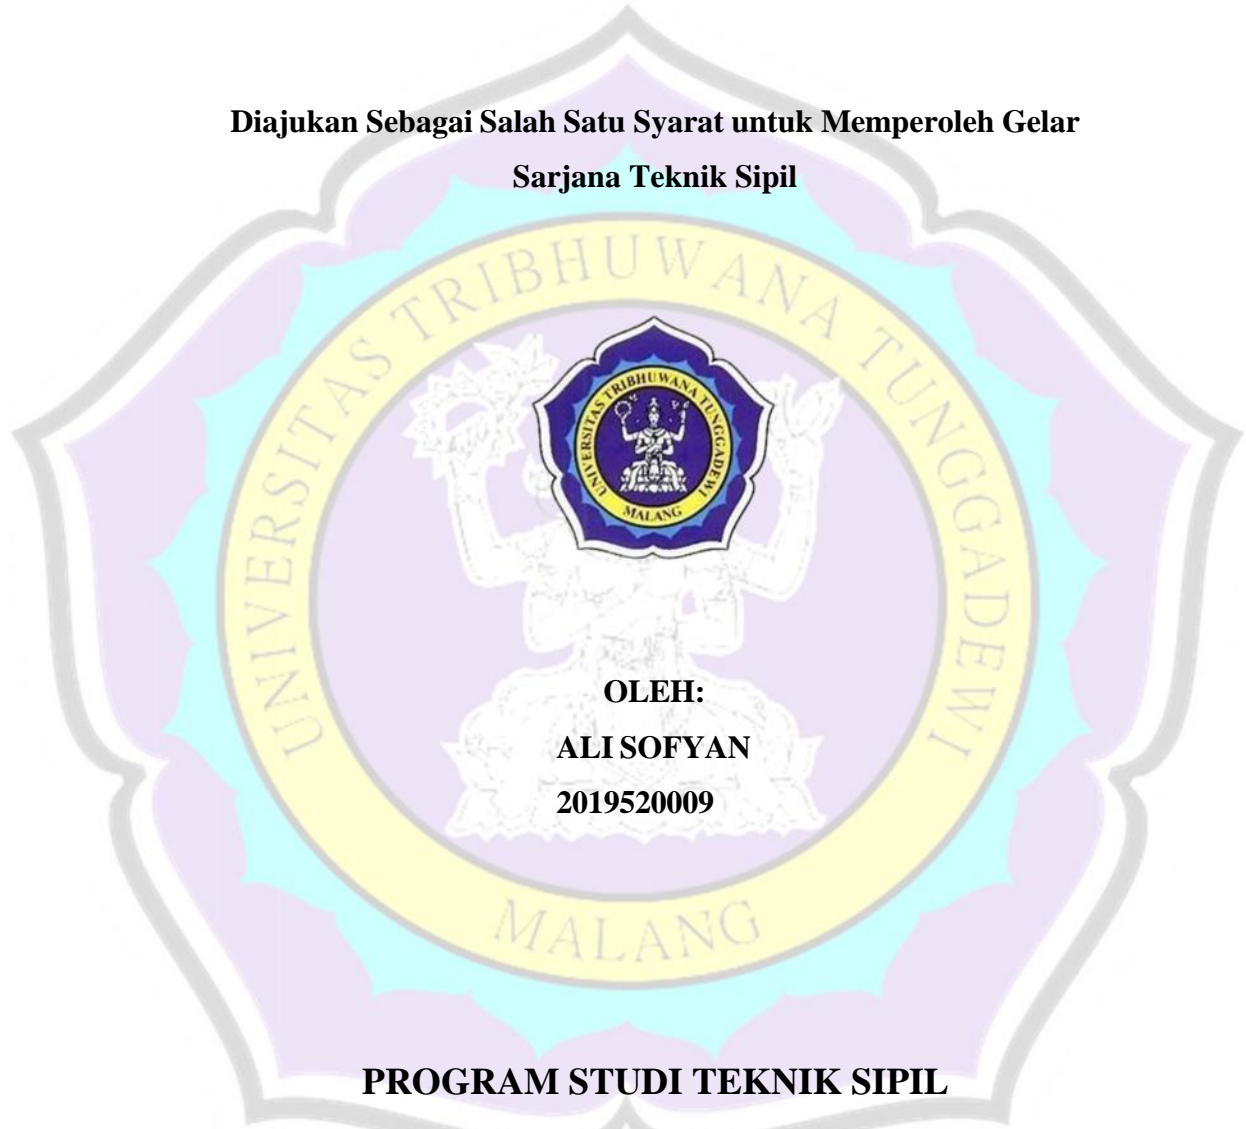 Diajukan Sebagai Salah Satu Syarat untuk Memperoleh Gelar
Sarjana Teknik Sipil
UNIVERSITAS TRIBHUWANA TUNGGADEWI
MALANG
UNIVERSITAS TRIBHUWANA TUNGGADEWI
MALANG
OLEH:
ALI SOFYAN
2019520009
PROGRAM STUDI TEKNIK SIPIL